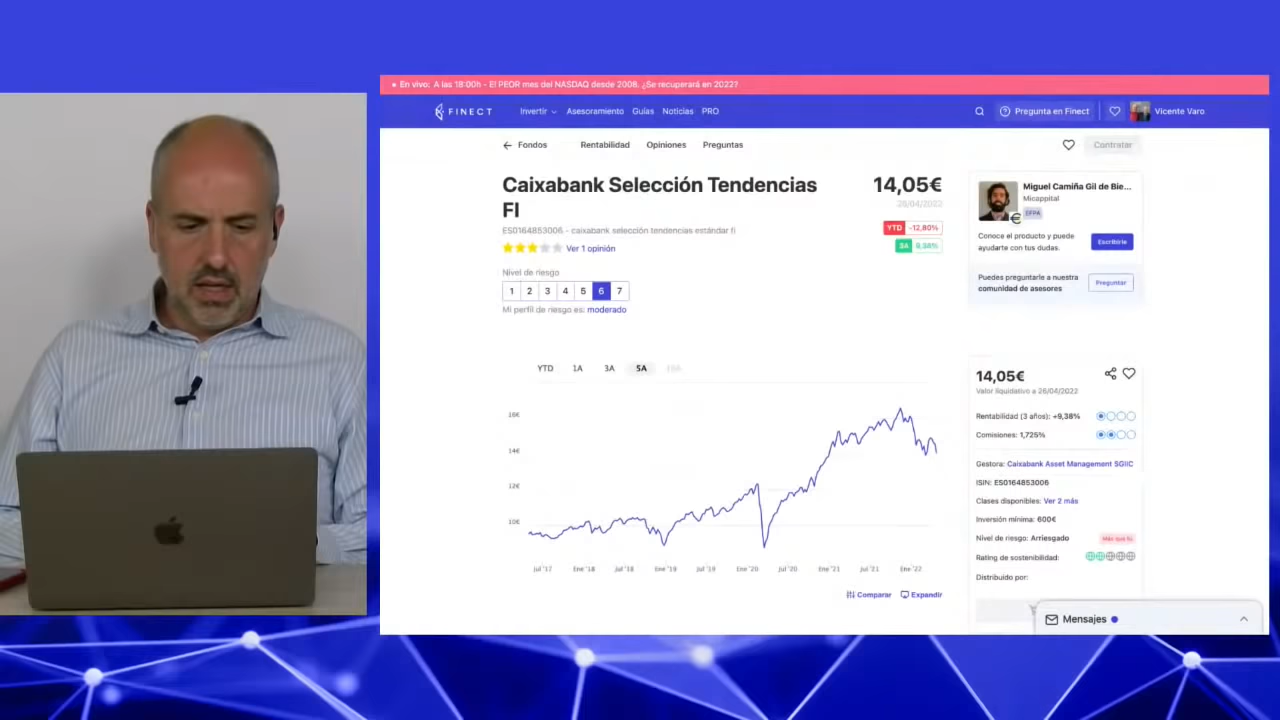 En vivo: A las 18:00h - El PEOR mes del NASDAQ desde 2008. ¿Se recuperará en 2022?
FINECT
Invertir
Asesoramiento
Guías
Noticias
PRO
Pregunta en Finect
Vicente Varo
Fondos
Rentabilidad
Opiniones
Preguntas
Contratar
Caixabank Selección Tendencias
FI
14,05€
26/04/2022
ES0164853006 - caixabank selección tendencias estándar fi
YTD -12,80%
3A 9,38%
Ver 1 opinión
Nivel de riesgo
1 2 3 4 5 6 7
Mi perfil de riesgo es: moderado
Miguel Camiña Gil de Bie...
Micappital
EFPA
Conoce el producto y puede
ayudarte con tus dudas.
Escribirle
Puedes preguntarle a nuestra
comunidad de asesores
Preguntar
YTD 1A 3A 5A 10A
16€
14€
12€
10€
Jul '17 Ene '18 Jul '18 Ene '19 Jul '19 Ene '20 Jul '20 Ene '21 Jul '21 Ene '22
Comparar
Expandir
14,05€
Valor liquidativo a 26/04/2022
Rentabilidad (3 años): +9,38%
Comisiones: 1,725%
Gestora: Caixabank Asset Management SGIIC
ISIN: ES0164853006
Clases disponibles: Ver 2 más
Inversión mínima: 600€
Nivel de riesgo: Arriesgado
Más que tú
Rating de sostenibilidad:
Distribuido por:
Mensajes